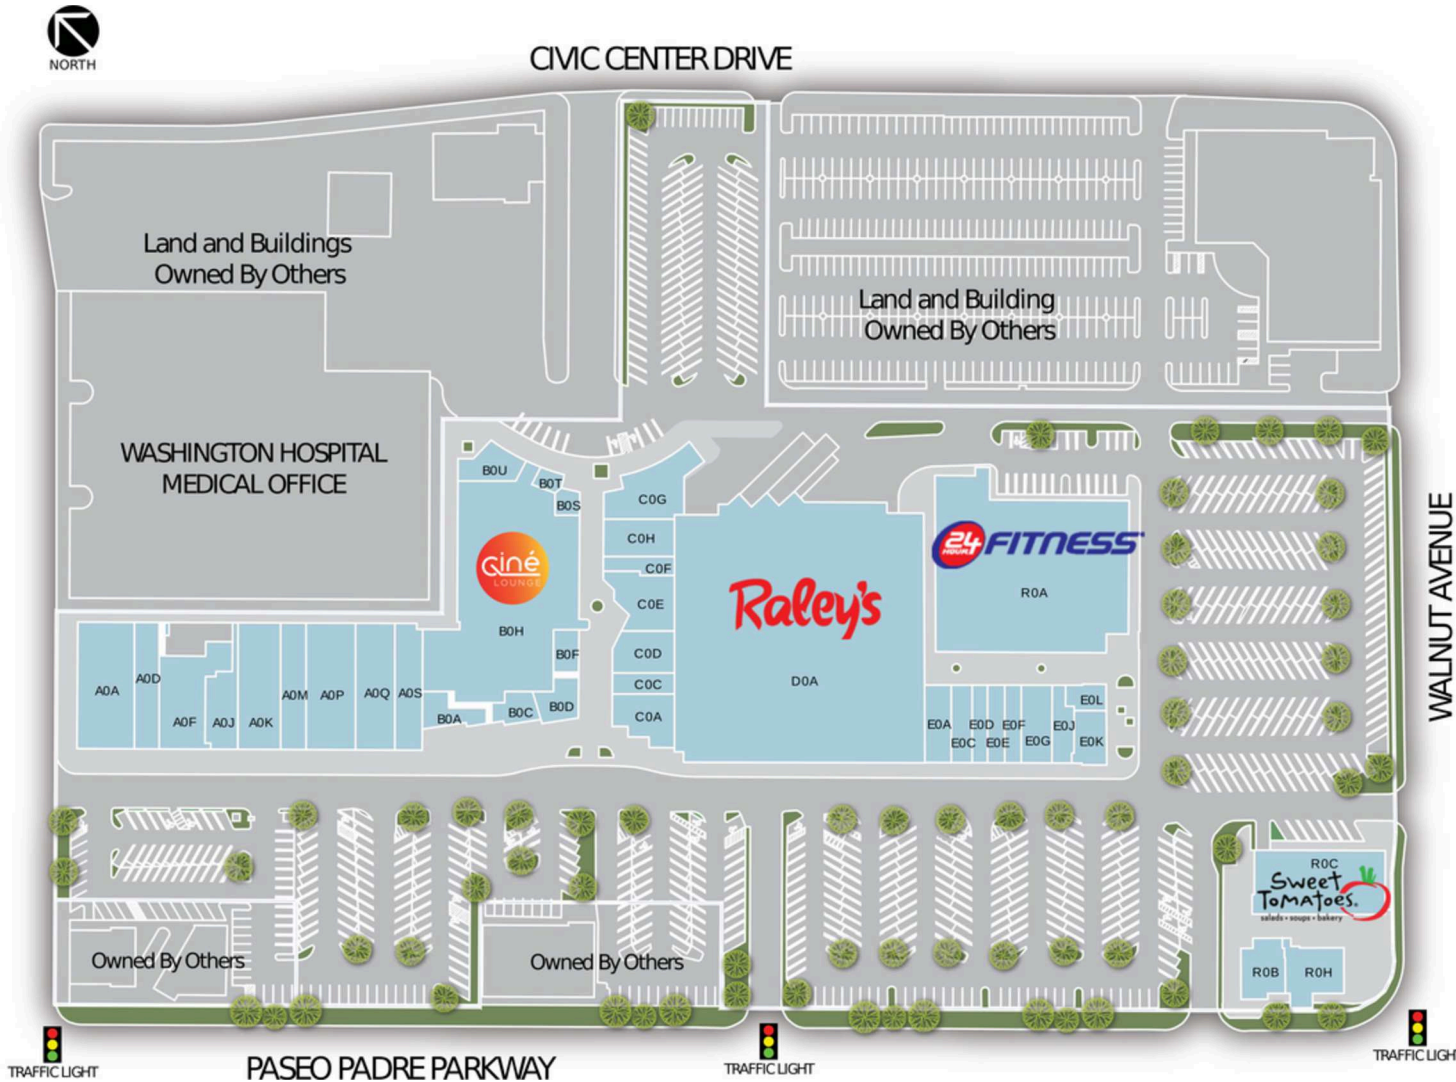 NORTH
CIVIC CENTER DRIVE
Land and Buildings
Owned By Others
Land and Building
Owned By Others
WASHINGTON HOSPITAL
MEDICAL OFFICE
WALNUT AVENUE
B0U
B0T
B0S
C0G
C0H
C0F
C0E
C0D
C0C
C0A
Ciné
LOUNGE
B0H
B0F
B0D
B0C
B0A
Raley's
D0A
24
HOUR
FITNESS
R0A
A0A
A0D
A0F
A0J
A0K
A0M
A0P
A0Q
A0S
E0A
E0C
E0D
E0E
E0F
E0G
E0J
E0L
E0K
R0C
Sweet
Tomatoes.
salads • soups • bakery
R0B
R0H
Owned By Others
Owned By Others
TRAFFIC LIGHT
PASEO PADRE PARKWAY
TRAFFIC LIGHT
TRAFFIC LIGH